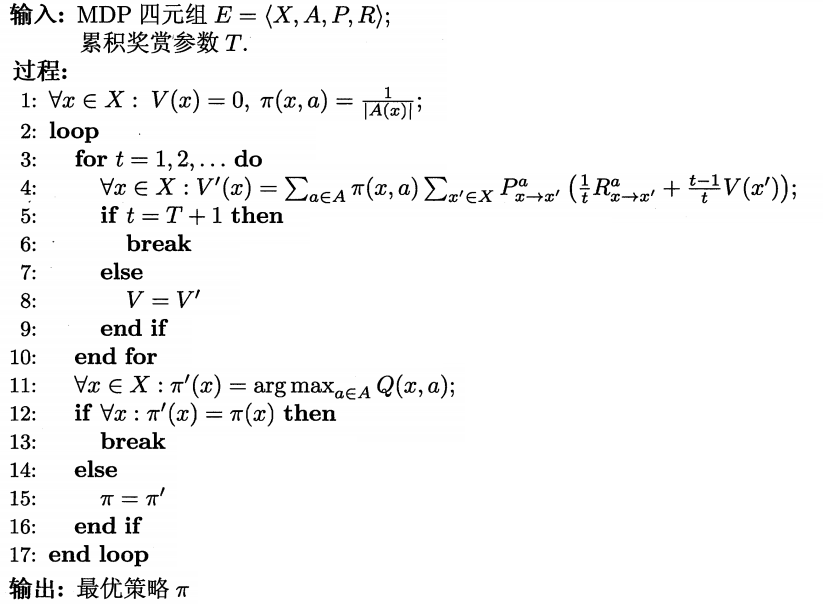 输入: MDP 四元组 E = ⟨X, A, P, R⟩;
累积奖赏参数 T.
过程:
1: ∀x ∈ X : V(x) = 0, π(x, a) = 1/|A(x)|;
2: loop
3: for t = 1, 2, ... do
4: ∀x ∈ X : V′(x) = ∑_{a∈A} π(x, a) ∑_{x′∈X} P^a_{x→x′} (1/t R^a_{x→x′} + t−1/t V(x′));
5: if t = T + 1 then
6: break
7: else
8: V = V′
9: end if
10: end for
11: ∀x ∈ X : π′(x) = arg max_{a∈A} Q(x, a);
12: if ∀x : π′(x) = π(x) then
13: break
14: else
15: π = π′
16: end if
17: end loop
输出: 最优策略 π